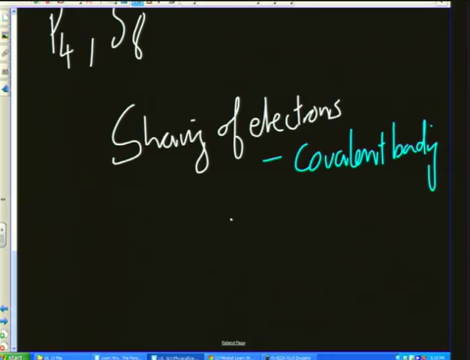 P4, S8
Sharing of electrons
- Covalent bonding